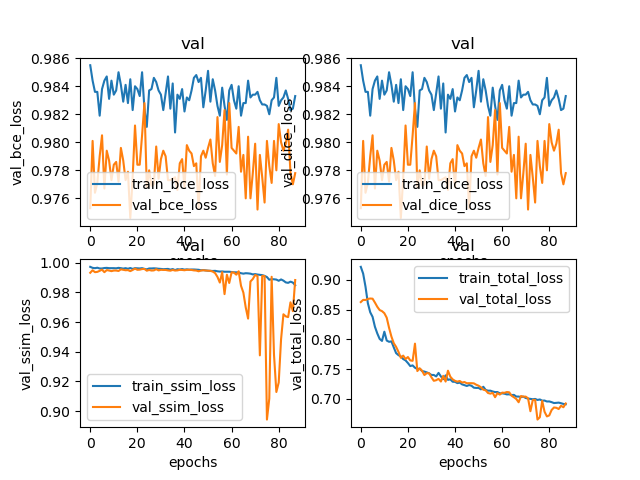 val
val
0.986
0.984
0.982
0.980
0.978
0.976
val_bce_loss
train_bce_loss
val_bce_loss
0 20 40 60 80
epochs
0.986
0.984
0.982
0.980
0.978
0.976
val_dice_loss
train_dice_loss
val_dice_loss
0 20 40 60 80
epochs
val
val
1.00
0.98
0.96
0.94
0.92
0.90
val_ssim_loss
train_ssim_loss
val_ssim_loss
0 20 40 60 80
epochs
0.90
0.85
0.80
0.75
0.70
val_total_loss
train_total_loss
val_total_loss
0 20 40 60 80
epochs